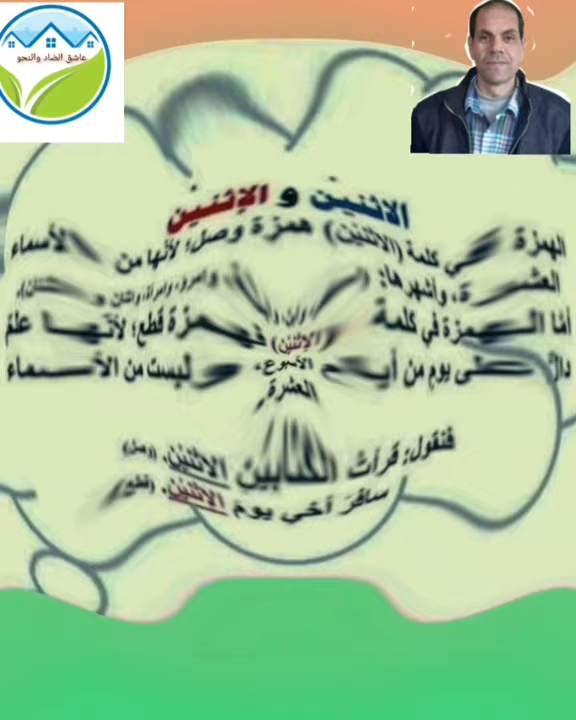 عاشق الضاد والنحو
الاثنين و الإثنين
الهمزة في كلمة (الاثنين) همزة وصل؛ لأنها من الأسماء
العشرة، وأشهرها:
أمّا الهمزة في كلمة (الإثنين) فهمزة قطع؛ لأنها علم
دالّ على يوم من أيام الأسبوع، وليست من الأسماء
العشرة،
فنقول: قرأت الكتابين الاثنين. (وصل)
سافر أخي يوم الإثنين. (قطع)